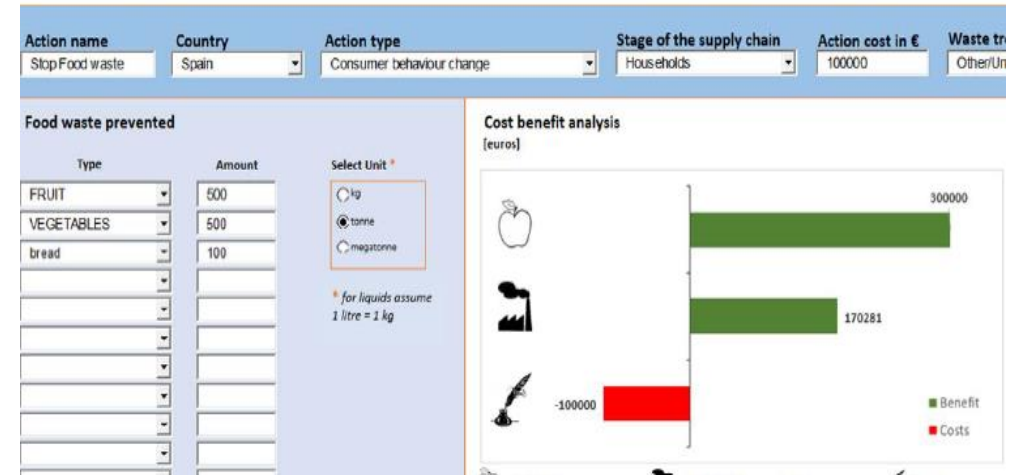 Action name Country Action type Stage of the supply chain Action cost in € Waste
Stop Food waste Spain Consumer behaviour change Households 100000
Food waste prevented
Type Amount Select Unit *
FRUIT 500 kg
VEGETABLES 500 tonne
bread 100 megatonne
* for liquids assume
1 litre = 1 kg
Cost benefit analysis
[euros]
300000
170281
-100000
Benefit
Costs